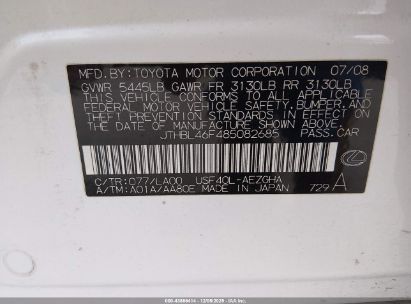 MFD.BY: TOYOTA MOTOR CORPORATION 07/08
GVWR 5445LB GAWR FR 3130LB RR 3130LB
THIS VEHICLE CONFORMS TO ALL APPLICABLE
FEDERAL MOTOR VEHICLE SAFETY, BUMPER, AND
THEFT PREVENTION STANDARDS IN EFFECT ON
THE DATE OF MANUFACTURE SHOWN ABOVE.
JTHBL46F485082685 PASS.CAR
C/TR: 077/LA00 USF40L-AEZGHA
A/TM: A01A/AA80E MADE IN JAPAN 729 A